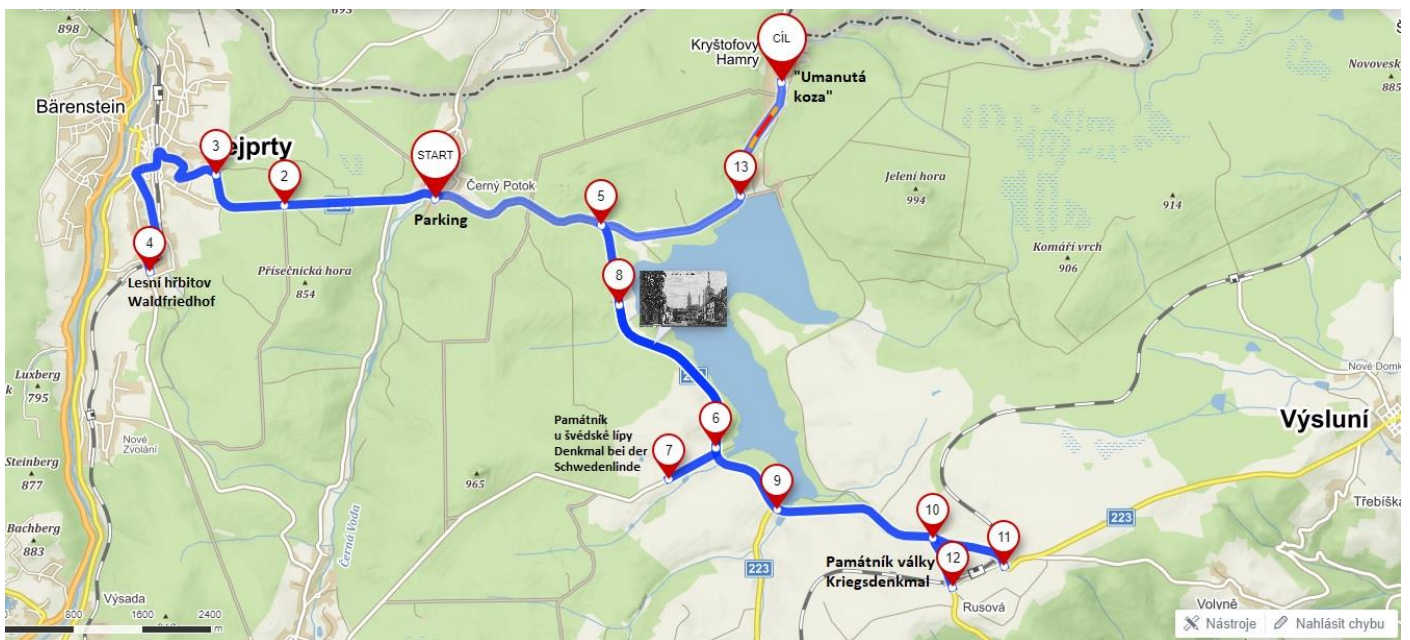 898
693
CÍL
Kryštofovy
Hamry
Novoveský
885
"Umanutá
koza"
Bärenstein
3
ejprty
START
2
13
Černý Potok
5
Jelení hora
994
914
Parking
4
8
Přísečnická hora
854
Komáří vrch
906
Lesní hřbitov
Waldfriedhof
Luxberg
795
k
Nové Domk
6
Památník
u švédské lípy
Denkmal bei der
Schwedenlinde
7
Výsluní
Nové
Zvolání
Steinberg
877
965
9
Třebíška
10
11
223
Bachberg
883
Černá Voda
12
Památník války
Kriegsdenkmal
223
Rusová
Výsada
Volyně
800
1600
2400
m
Nástroje
Nahlásit chybu